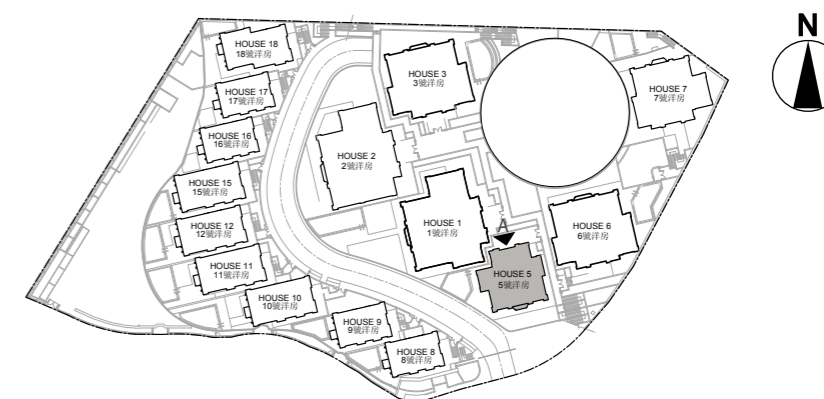 N
HOUSE 18
18號洋房
HOUSE 17
17號洋房
HOUSE 16
16號洋房
HOUSE 15
15號洋房
HOUSE 12
12號洋房
HOUSE 11
11號洋房
HOUSE 10
10號洋房
HOUSE 9
9號洋房
HOUSE 8
8號洋房
HOUSE 3
3號洋房
HOUSE 2
2號洋房
HOUSE 1
1號洋房
A
HOUSE 5
5號洋房
HOUSE 6
6號洋房
HOUSE 7
7號洋房